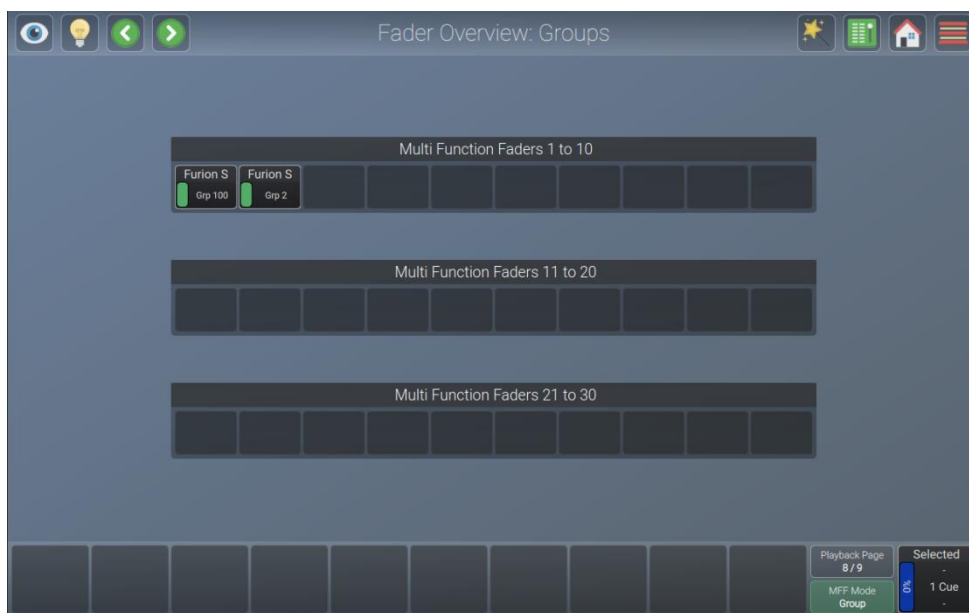 Fader Overview: Groups
Multi Function Faders 1 to 10
Furion S
Grp 100
Furion S
Grp 2
Multi Function Faders 11 to 20
Multi Function Faders 21 to 30
Playback Page
8 / 9
MFF Mode
Group
Selected
-
0%
1 Cue
-